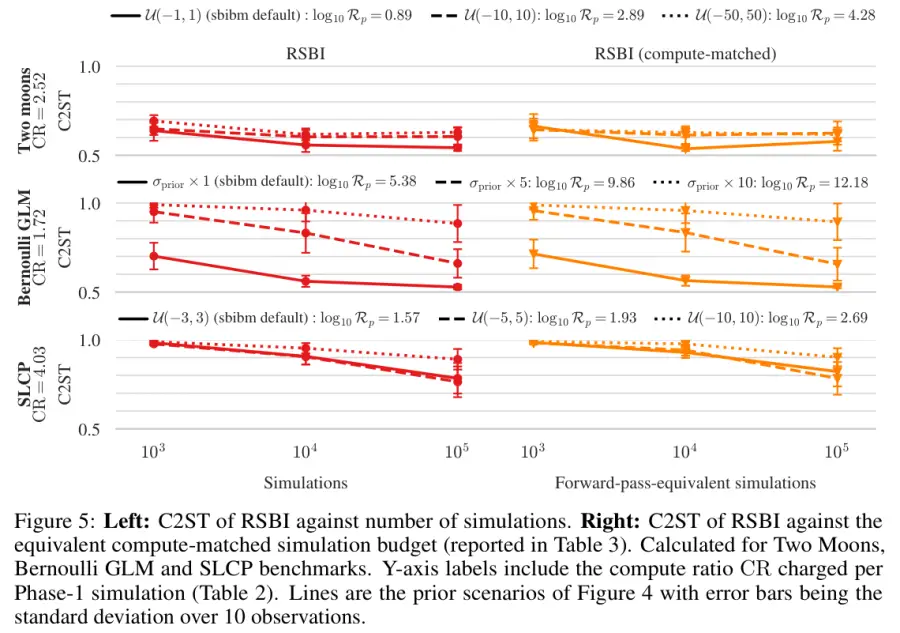 U(−1, 1) (sbibm default) : log₁₀ Rₚ = 0.89 U(−10, 10): log₁₀ Rₚ = 2.89 U(−50, 50): log₁₀ Rₚ = 4.28
RSBI RSBI (compute-matched)
Two moons
CR = 2.52
C2ST
1.0
0.5
σprior × 1 (sbibm default): log₁₀ Rₚ = 5.38 σprior × 5: log₁₀ Rₚ = 9.86 σprior × 10: log₁₀ Rₚ = 12.18
Bernoulli GLM
CR = 1.72
C2ST
1.0
0.5
U(−3, 3) (sbibm default) : log₁₀ Rₚ = 1.57 U(−5, 5): log₁₀ Rₚ = 1.93 U(−10, 10): log₁₀ Rₚ = 2.69
SLCP
CR = 4.03
C2ST
1.0
0.5
10³ 10⁴ 10⁵ 10³ 10⁴ 10⁵
Simulations Forward-pass-equivalent simulations
Figure 5: Left: C2ST of RSBI against number of simulations. Right: C2ST of RSBI against the
equivalent compute-matched simulation budget (reported in Table 3). Calculated for Two Moons,
Bernoulli GLM and SLCP benchmarks. Y-axis labels include the compute ratio CR charged per
Phase-1 simulation (Table 2). Lines are the prior scenarios of Figure 4 with error bars being the
standard deviation over 10 observations.